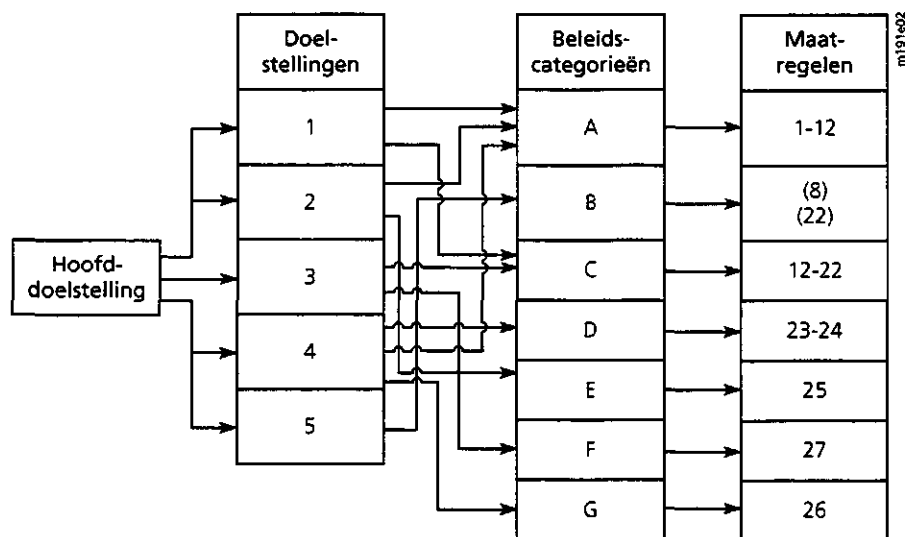 Hoofd-
doelstelling
Doel-
stellingen
1
2
3
4
5
Beleids-
categorieën
A
B
C
D
E
F
G
Maat-
regelen
1-12
(8)
(22)
12-22
23-24
25
27
26
m191e02